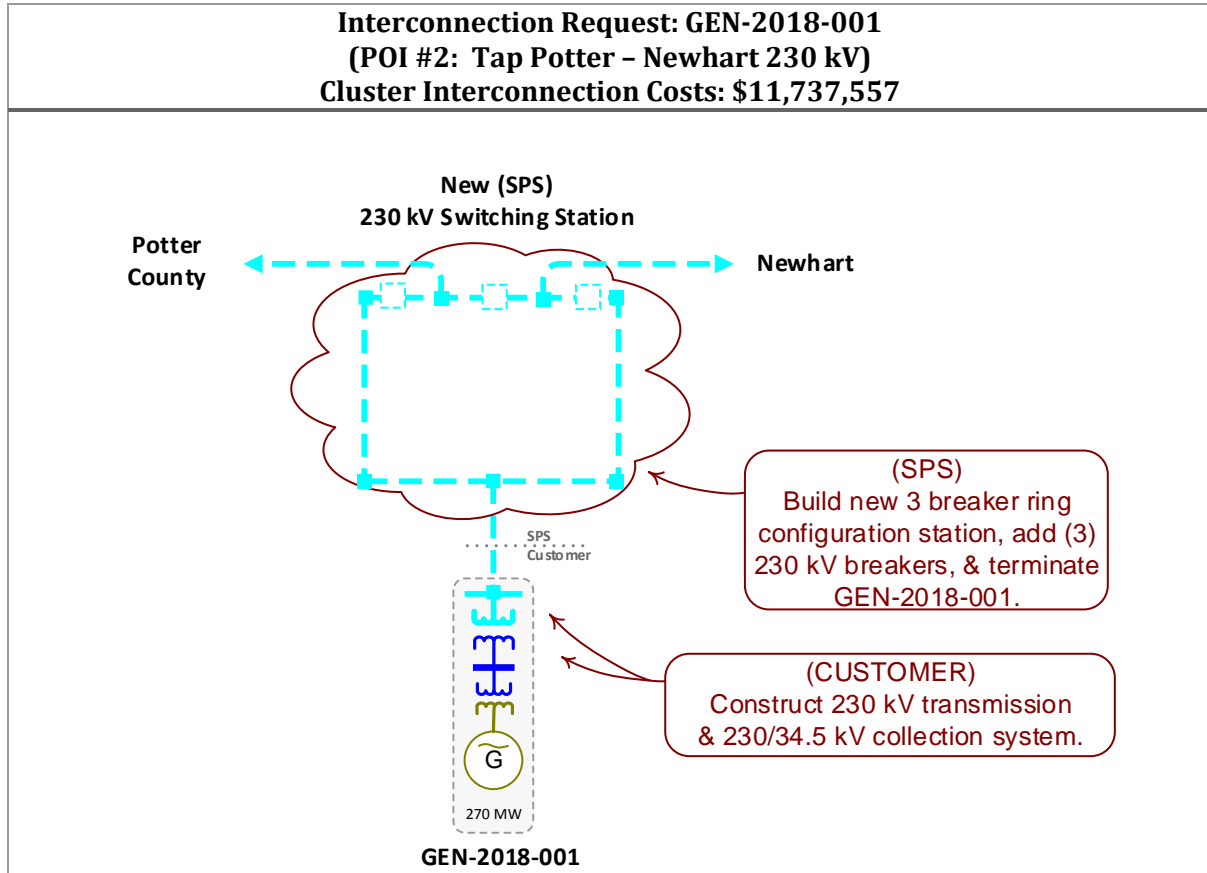 Interconnection Request: GEN-2018-001
(POI #2:  Tap Potter – Newhart 230 kV)
Cluster Interconnection Costs: $11,737,557
New (SPS)
230 kV Switching Station
Potter
County
Newhart
(SPS)
Build new 3 breaker ring
configuration station, add (3)
230 kV breakers, & terminate
GEN-2018-001.
SPS
Customer
(CUSTOMER)
Construct 230 kV transmission
& 230/34.5 kV collection system.
G
270 MW
GEN-2018-001